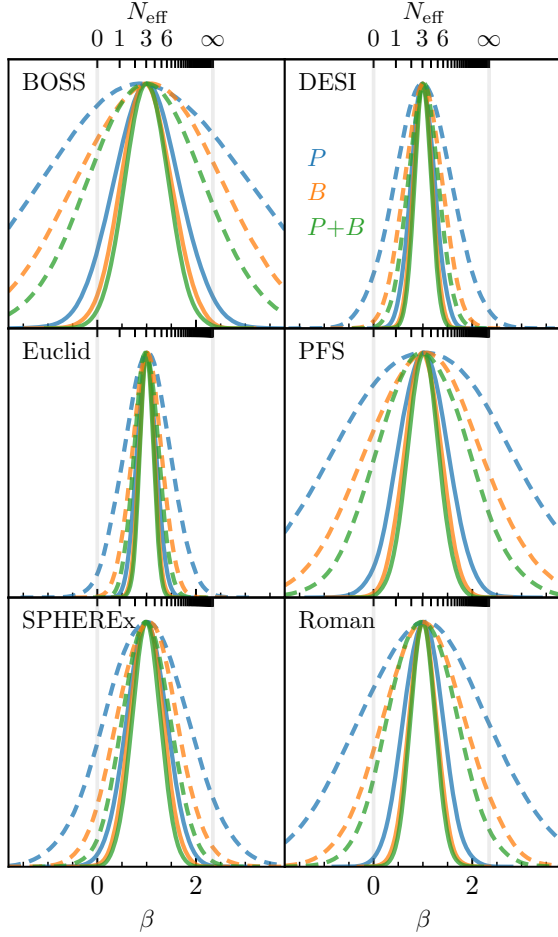 N_eff N_eff
0 1 3 6 ∞ 0 1 3 6 ∞
BOSS DESI
P
B
P+B
Euclid PFS
SPHEREx Roman
0 2 0 2
β β